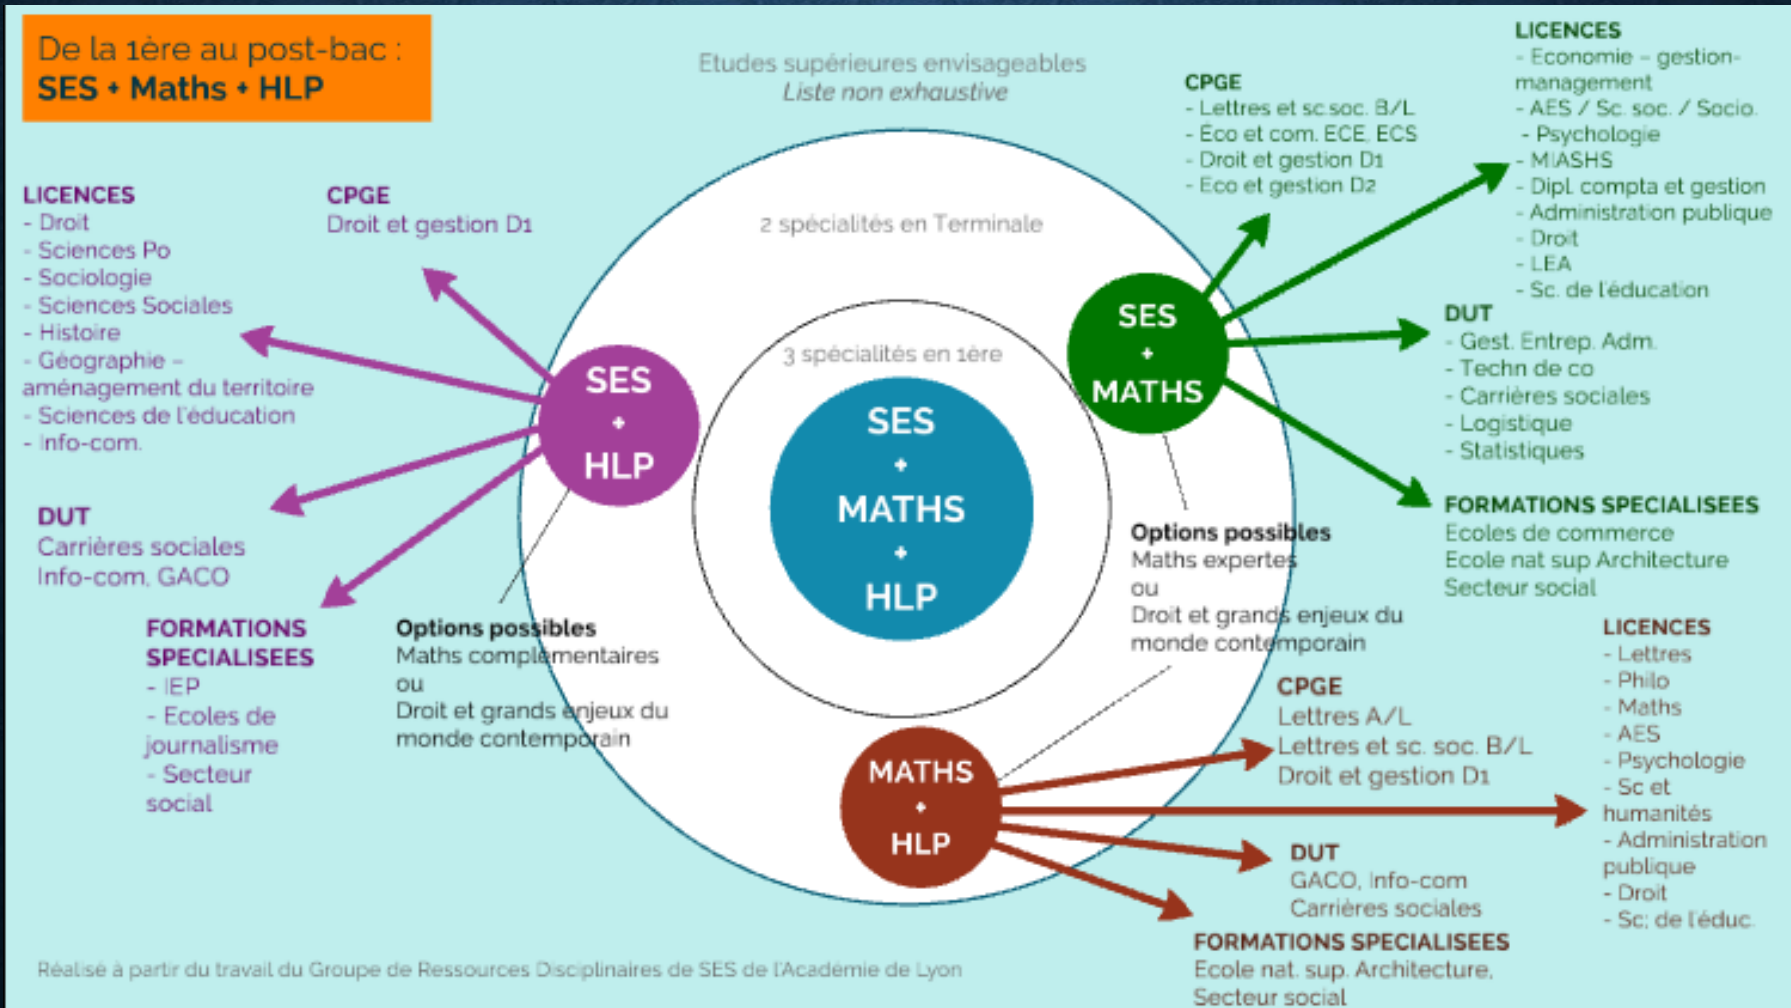 De la 1ère au post-bac :
SES + Maths + HLP
Etudes supérieures envisageables
Liste non exhaustive
2 spécialités en Terminale
3 spécialités en 1ère
SES
+
MATHS
+
HLP
LICENCES
- Droit
- Sciences Po
- Sociologie
- Sciences Sociales
- Histoire
- Géographie –
aménagement du territoire
- Sciences de l'éducation
- Info-com.
CPGE
Droit et gestion D1
SES
+
HLP
DUT
Carrières sociales
Info-com, GACO
FORMATIONS
SPECIALISEES
- IEP
- Ecoles de
journalisme
- Secteur
social
Options possibles
Maths complémentaires
ou
Droit et grands enjeux du
monde contemporain
CPGE
- Lettres et sc.soc. B/L
- Éco et com. ECE, ECS
- Droit et gestion D1
- Eco et gestion D2
LICENCES
- Economie – gestion-
management
- AES / Sc. soc. / Socio.
- Psychologie
- MIASHS
- Dipl. compta et gestion
- Administration publique
- Droit
- LEA
- Sc. de l'éducation
SES
+
MATHS
DUT
- Gest. Entrep. Adm.
- Techn de co
- Carrières sociales
- Logistique
- Statistiques
FORMATIONS SPECIALISEES
Ecoles de commerce
Ecole nat sup Architecture
Secteur social
Options possibles
Maths expertes
ou
Droit et grands enjeux du
monde contemporain
MATHS
+
HLP
CPGE
Lettres A/L
Lettres et sc. soc. B/L
Droit et gestion D1
LICENCES
- Lettres
- Philo
- Maths
- AES
- Psychologie
- Sc et
humanités
- Administration
publique
- Droit
- Sc; de l'éduc.
DUT
GACO, Info-com
Carrières sociales
FORMATIONS SPECIALISEES
Ecole nat. sup. Architecture,
Secteur social
Réalisé à partir du travail du Groupe de Ressources Disciplinaires de SES de l'Académie de Lyon